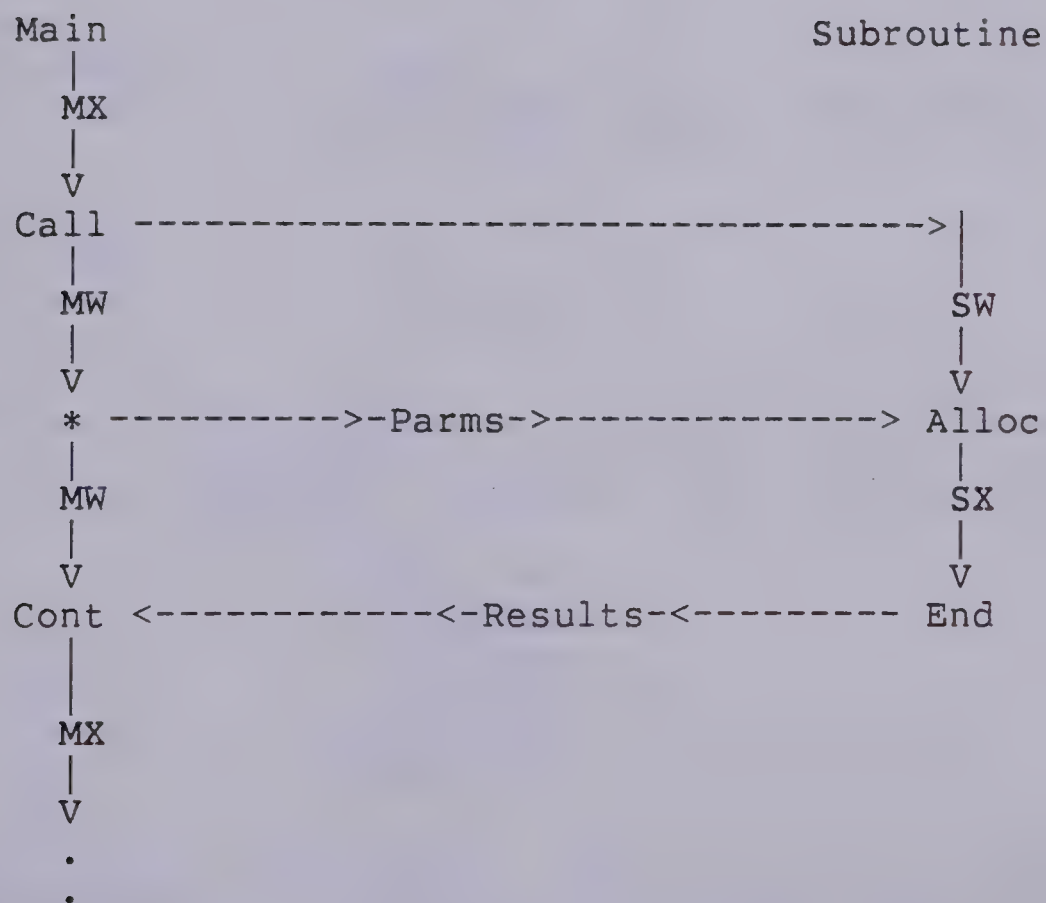 Main Subroutine
|
MX
|
V
Call ----------------------------------->|
| |
MW SW
| |
V V
* ---------->-Parms->---------------> Alloc
| |
MW SX
| |
V V
Cont <------------<-Results-<--------- End
|
MX
|
V
.
.